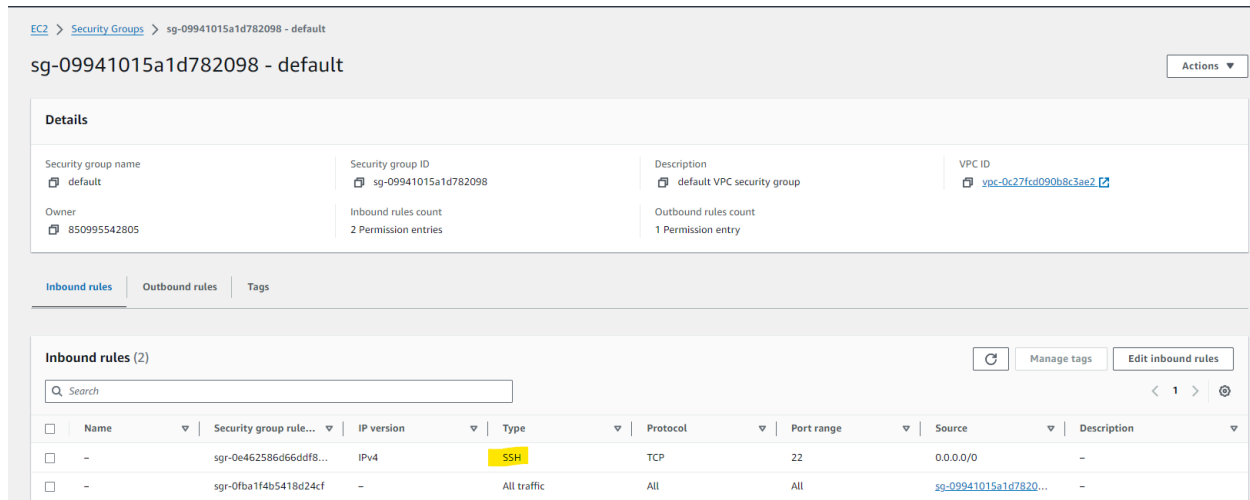 EC2 > Security Groups > sg-09941015a1d782098 - default
sg-09941015a1d782098 - default
Actions
Details
Security group name Security group ID Description VPC ID
default sg-09941015a1d782098 default VPC security group vpc-0c27fcd090b8c3ae2
Owner Inbound rules count Outbound rules count
850995542805 2 Permission entries 1 Permission entry
Inbound rules Outbound rules Tags
Inbound rules (2) Manage tags Edit inbound rules
Search < 1 >
Name Security group rule... IP version Type Protocol Port range Source Description
– sgr-0e462586d66ddf8... IPv4 SSH TCP 22 0.0.0.0/0 –
– sgr-0fba1f4b5418d24cf – All traffic All All sg-09941015a1d7820... –